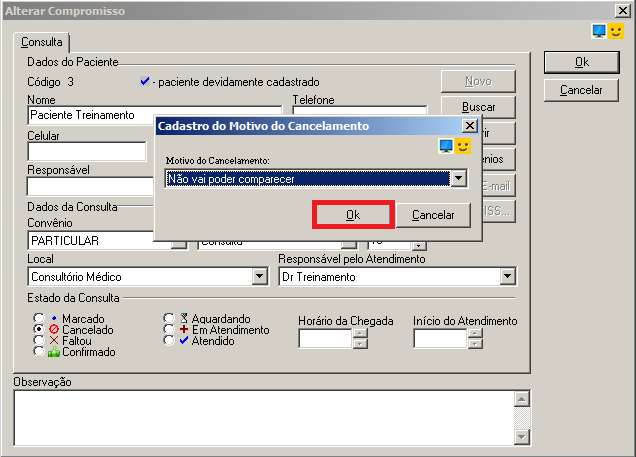 Alterar Compromisso
Consulta
Dados do Paciente
Código 3
- paciente devidamente cadastrado
Novo
Ok
Cancelar
Nome
Telefone
Paciente Treinamento
Buscar
Celular
Responsável
Cadastro do Motivo do Cancelamento
Motivo do Cancelamento:
Não vai poder comparecer
Ok
Cancelar
E-mail
Dados da Consulta
Convênio
PARTICULAR
Consulta
Local
Responsável pelo Atendimento
Consultório Médico
Dr Treinamento
Estado da Consulta
Marcado
Cancelado
Faltou
Confirmado
Aguardando
Em Atendimento
Atendido
Horário da Chegada
Início do Atendimento
Observação